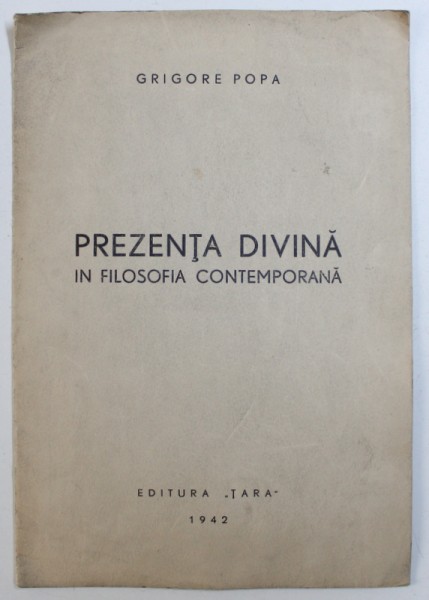 GRIGORE POPA
PREZENŢA DIVINĂ
IN FILOSOFIA CONTEMPORANĂ
EDITURA „ŢARA"
1942